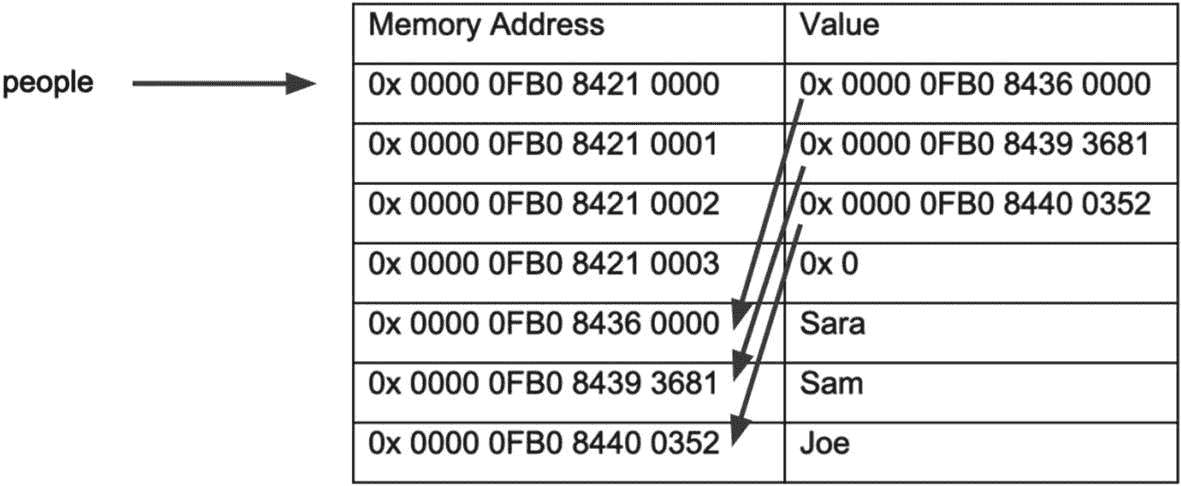 Memory Address Value
people 0x 0000 0FB0 8421 0000 0x 0000 0FB0 8436 0000
0x 0000 0FB0 8421 0001 0x 0000 0FB0 8439 3681
0x 0000 0FB0 8421 0002 0x 0000 0FB0 8440 0352
0x 0000 0FB0 8421 0003 0x 0
0x 0000 0FB0 8436 0000 Sara
0x 0000 0FB0 8439 3681 Sam
0x 0000 0FB0 8440 0352 Joe